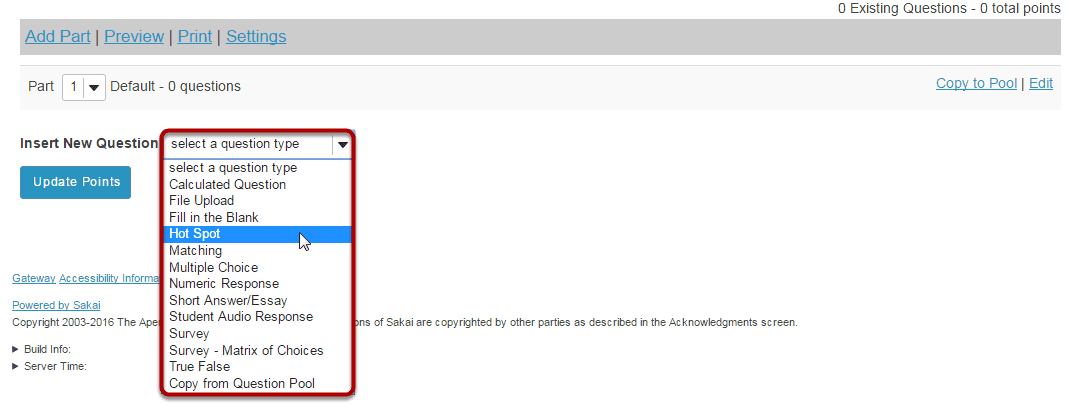 0 Existing Questions - 0 total points
Add Part | Preview | Print | Settings
Part 1 Default - 0 questions Copy to Pool | Edit
Insert New Question select a question type
select a question type
Update Points
Calculated Question
File Upload
Fill in the Blank
Hot Spot
Matching
Multiple Choice
Numeric Response
Short Answer/Essay
Student Audio Response
Survey
Survey - Matrix of Choices
True False
Copy from Question Pool
Gateway Accessibility Informa
Powered by Sakai
Copyright 2003-2016 The Aper ns of Sakai are copyrighted by other parties as described in the Acknowledgments screen.
Build Info:
Server Time: